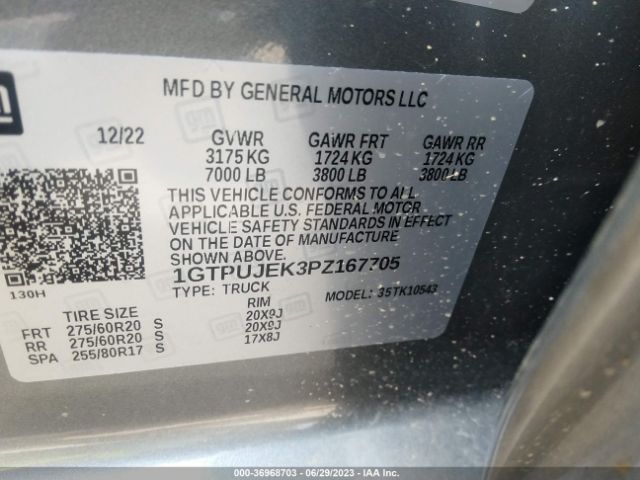 gm
MFD BY GENERAL MOTORS LLC
12/22 GVWR GAWR FRT GAWR RR
3175 KG 1724 KG 1724 KG
7000 LB 3800 LB 3800 LB
THIS VEHICLE CONFORMS TO ALL
APPLICABLE U.S. FEDERAL MOTOR
VEHICLE SAFETY STANDARDS IN EFFECT
ON THE DATE OF MANUFACTURE
SHOWN ABOVE.
1GTPUJEK3PZ167705
130H
TYPE: TRUCK MODEL: 35TK10543
TIRE SIZE RIM
FRT 275/60R20 S 20X9J
RR 275/60R20 S 20X9J
SPA 255/80R17 S 17X8J
000-36968703 — 06/29/2023 — IAA Inc.